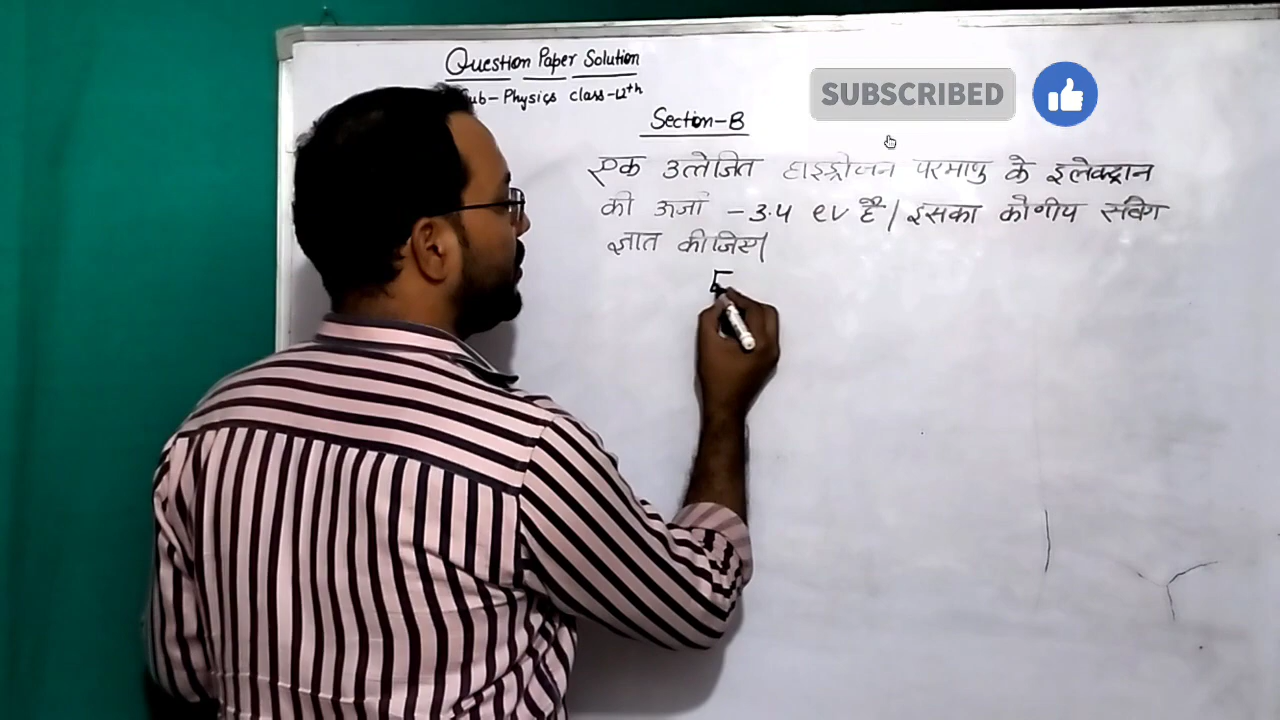 Question Paper Solution
Sub- Physics class-12th
SUBSCRIBED
Section-B
एक उत्तेजित हाइड्रोजन परमाणु के इलेक्ट्रान
की ऊर्जा -3.4 ev है/ इसका कोणीय संवेग
ज्ञात कीजिए/
E